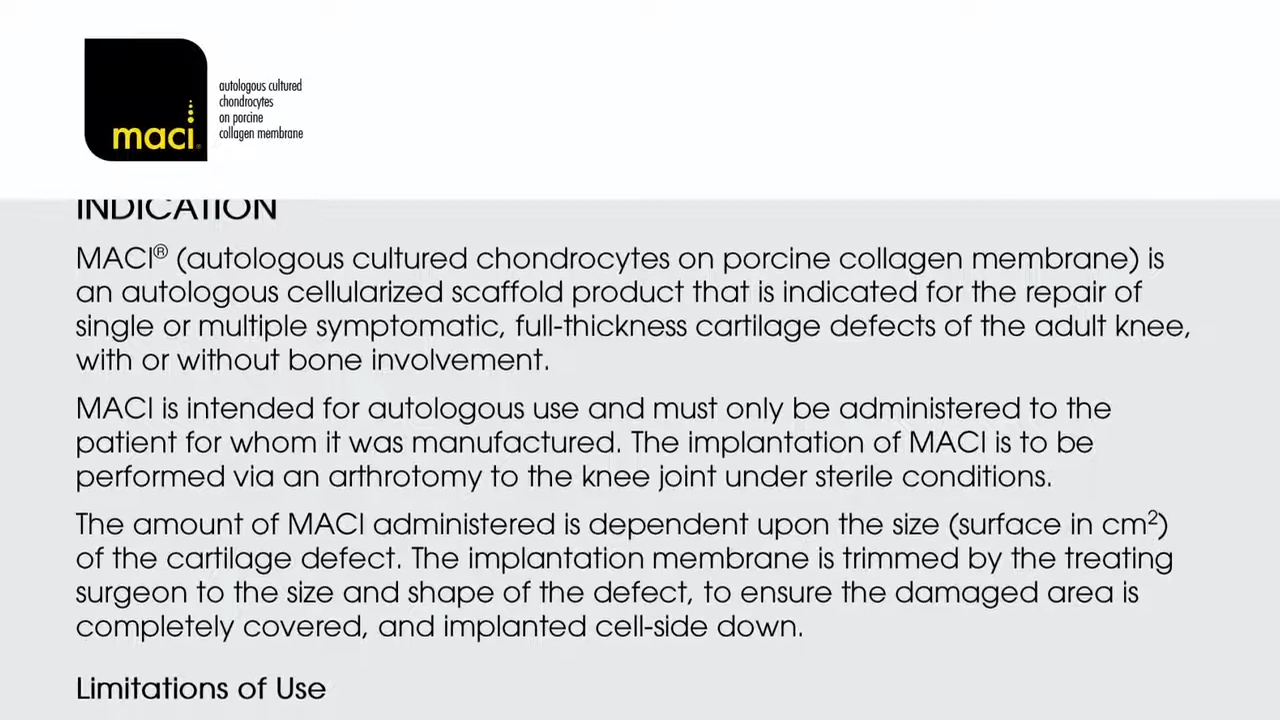 maci®
autologous cultured
chondrocytes
on porcine
collagen membrane
INDICATION
MACI® (autologous cultured chondrocytes on porcine collagen membrane) is
an autologous cellularized scaffold product that is indicated for the repair of
single or multiple symptomatic, full-thickness cartilage defects of the adult knee,
with or without bone involvement.
MACI is intended for autologous use and must only be administered to the
patient for whom it was manufactured. The implantation of MACI is to be
performed via an arthrotomy to the knee joint under sterile conditions.
The amount of MACI administered is dependent upon the size (surface in cm²)
of the cartilage defect. The implantation membrane is trimmed by the treating
surgeon to the size and shape of the defect, to ensure the damaged area is
completely covered, and implanted cell-side down.
Limitations of Use